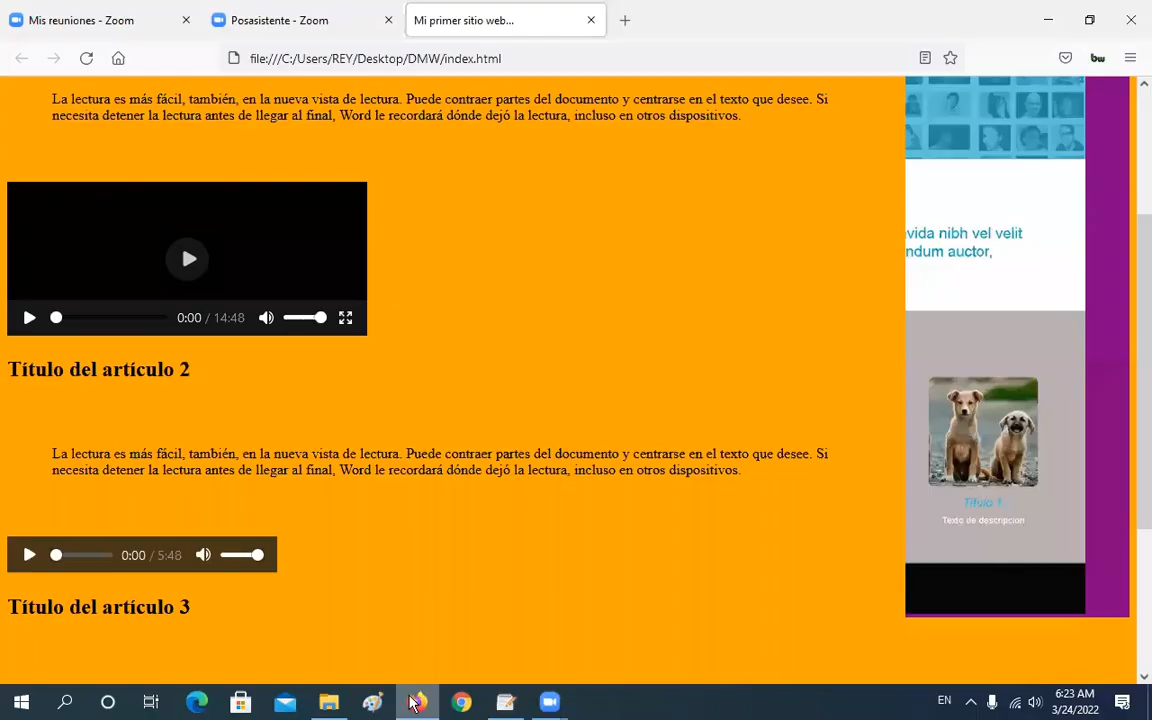 Mis reuniones - Zoom
Posasistente - Zoom
Mi primer sitio web...
file:///C:/Users/REY/Desktop/DMW/index.html
bw
La lectura es más fácil, también, en la nueva vista de lectura. Puede contraer partes del documento y centrarse en el texto que desee. Si
necesita detener la lectura antes de llegar al final, Word le recordará dónde dejó la lectura, incluso en otros dispositivos.
vida nibh vel velit
ndum auctor,
0:00 / 14:48
Título del artículo 2
La lectura es más fácil, también, en la nueva vista de lectura. Puede contraer partes del documento y centrarse en el texto que desee. Si
necesita detener la lectura antes de llegar al final, Word le recordará dónde dejó la lectura, incluso en otros dispositivos.
Titulo 1
Texto de descripcion
0:00 / 5:48
Título del artículo 3
EN
6:23 AM
3/24/2022